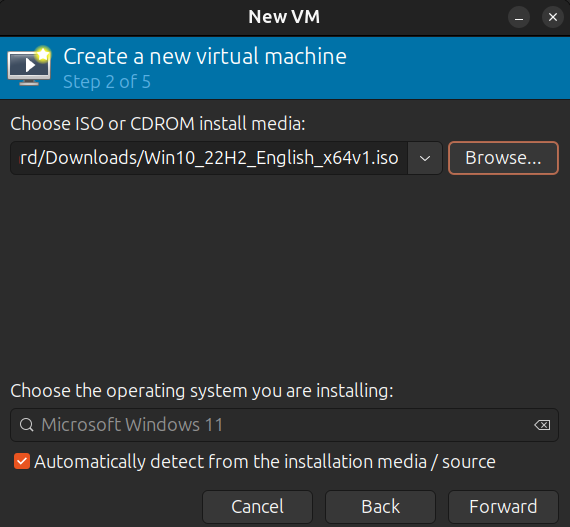 New VM
Create a new virtual machine
Step 2 of 5
Choose ISO or CDROM install media:
rd/Downloads/Win10_22H2_English_x64v1.iso
Browse...
Choose the operating system you are installing:
Microsoft Windows 11
Automatically detect from the installation media / source
Cancel
Back
Forward